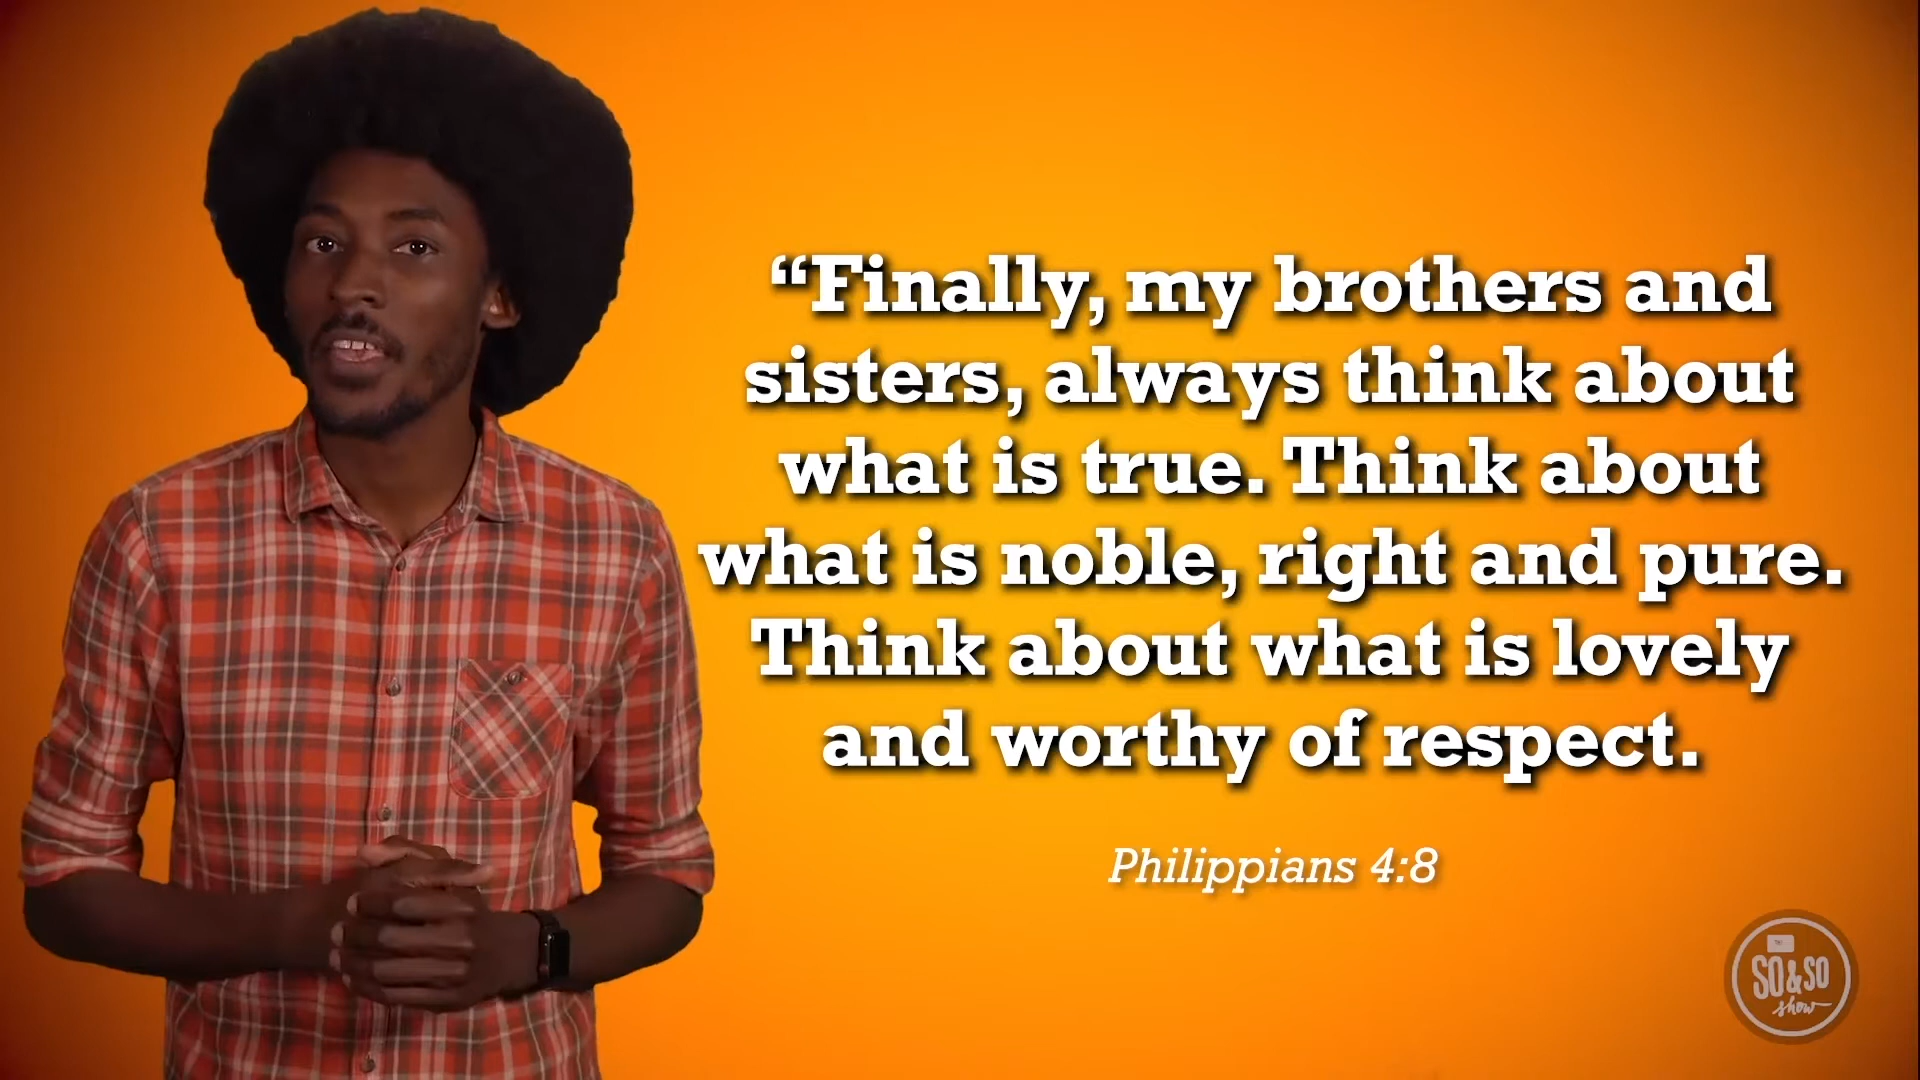 “Finally, my brothers and
sisters, always think about
what is true. Think about
what is noble, right and pure.
Think about what is lovely
and worthy of respect.
Philippians 4:8
SO & SO
show